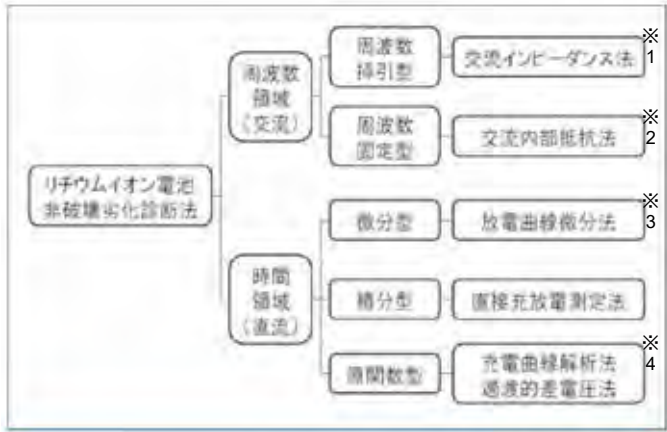 リチウムイオン電池
非破壊劣化診断法
周波数
領域
(交流)
周波数
掃引型
交流インピーダンス法
※
1
周波数
固定型
交流内部抵抗法
※
2
時間
領域
(直流)
微分型
放電曲線微分法
※
3
積分型
直接充放電測定法
原関数型
充電曲線解析法
過渡的差電圧法
※
4